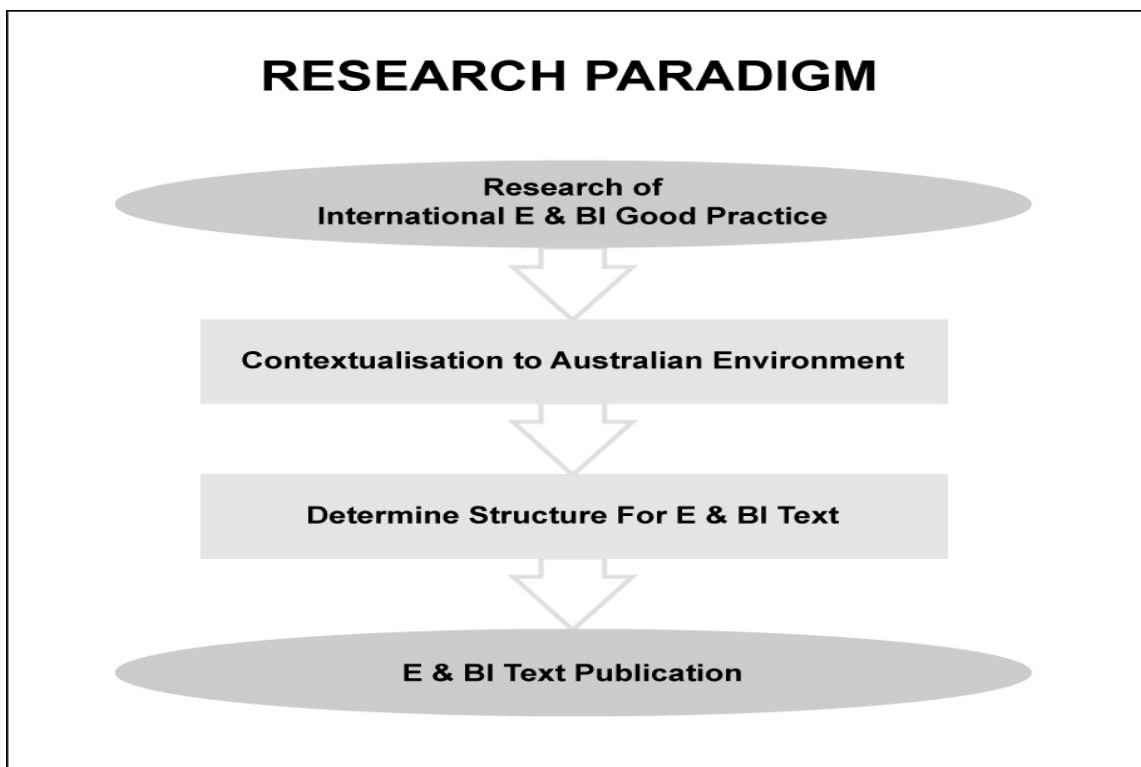 RESEARCH PARADIGM
Research of
International E & BI Good Practice
Contextualisation to Australian Environment
Determine Structure For E & BI Text
E & BI Text Publication